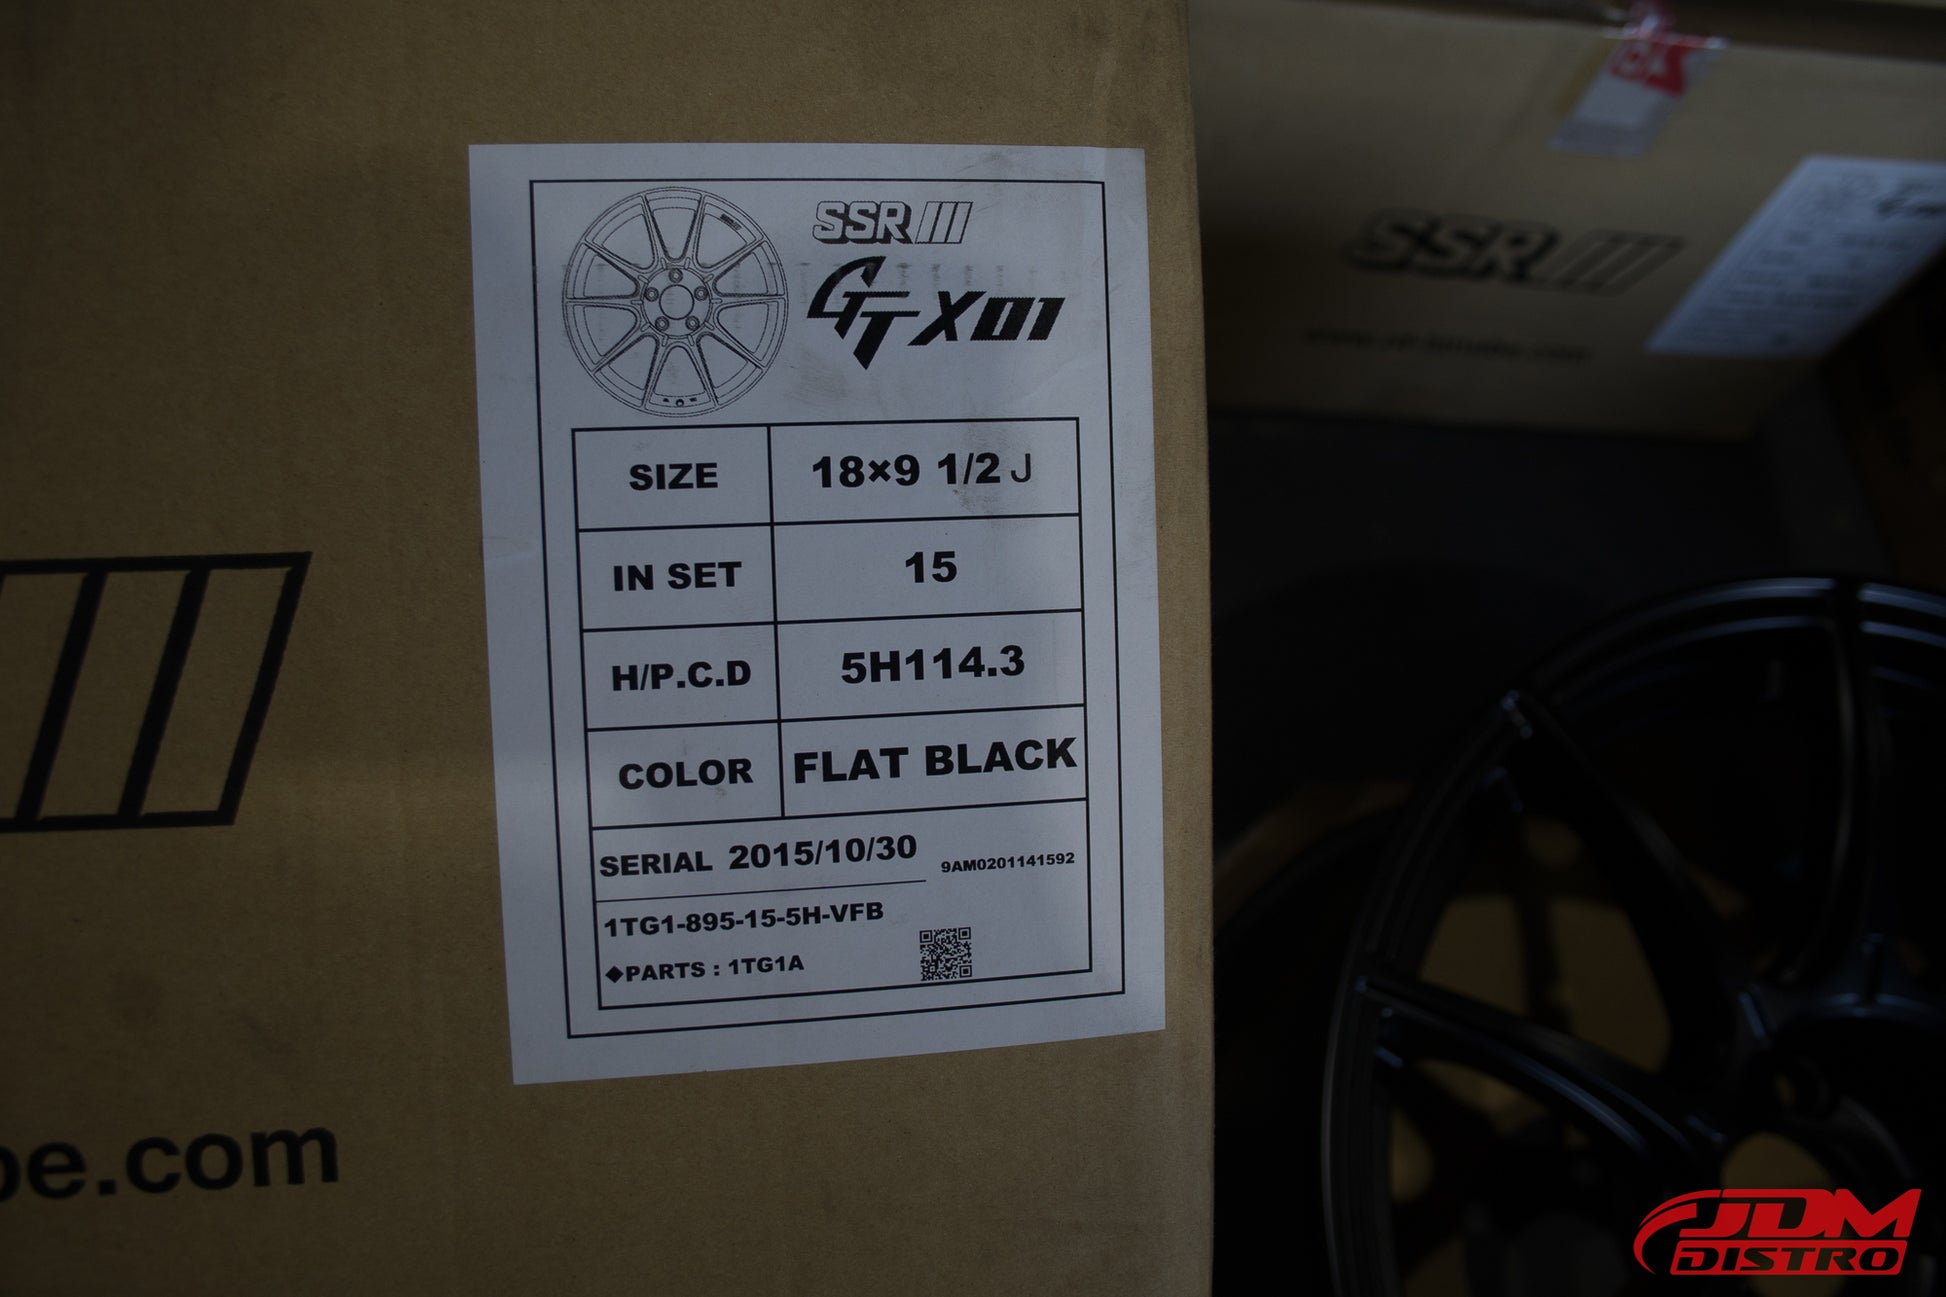 SSR
GT X01
SIZE 18×9 1/2 J
IN SET 15
H/P.C.D 5H114.3
COLOR FLAT BLACK
SERIAL 2015/10/30 9AM0201141592
1TG1-895-15-5H-VFB
◆PARTS : 1TG1A
SSR
be.com
JDM
DISTRO